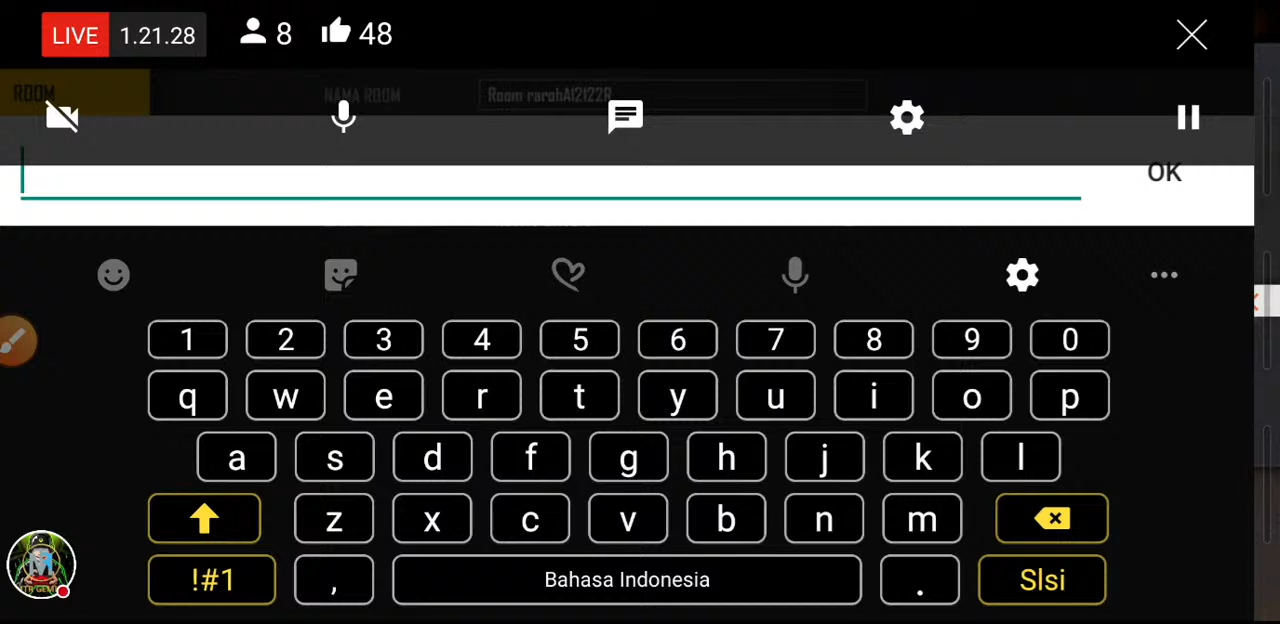 LIVE 1.21.28 8 48
ROOM NAMA ROOM
OK
1 2 3 4 5 6 7 8 9 0
q w e r t y u i o p
a s d f g h j k l
z x c v b n m
!#1 , Bahasa Indonesia . Slsi